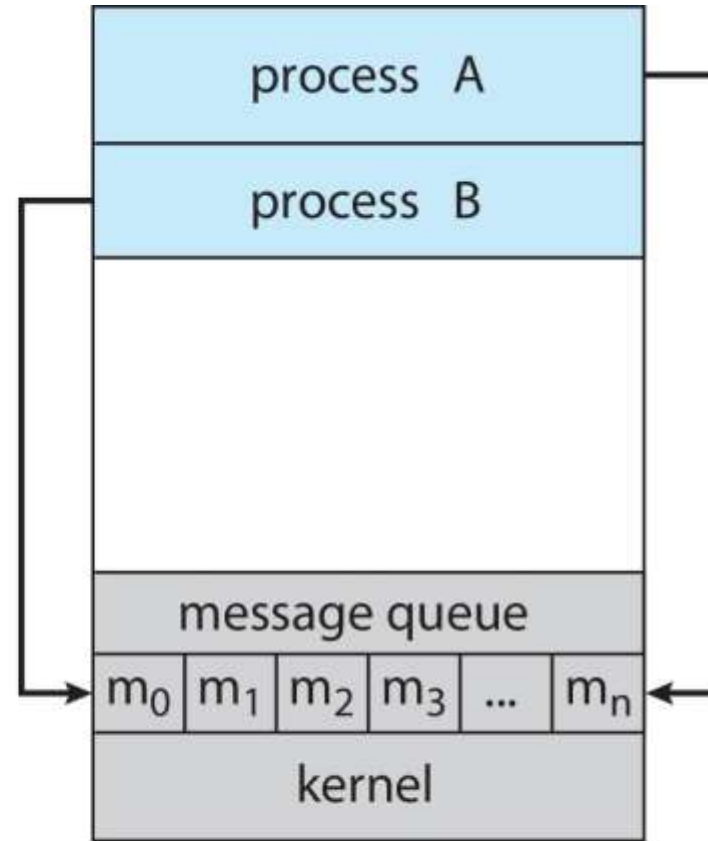 process A
process B
message queue
m₀ m₁ m₂ m₃ ... mₙ
kernel